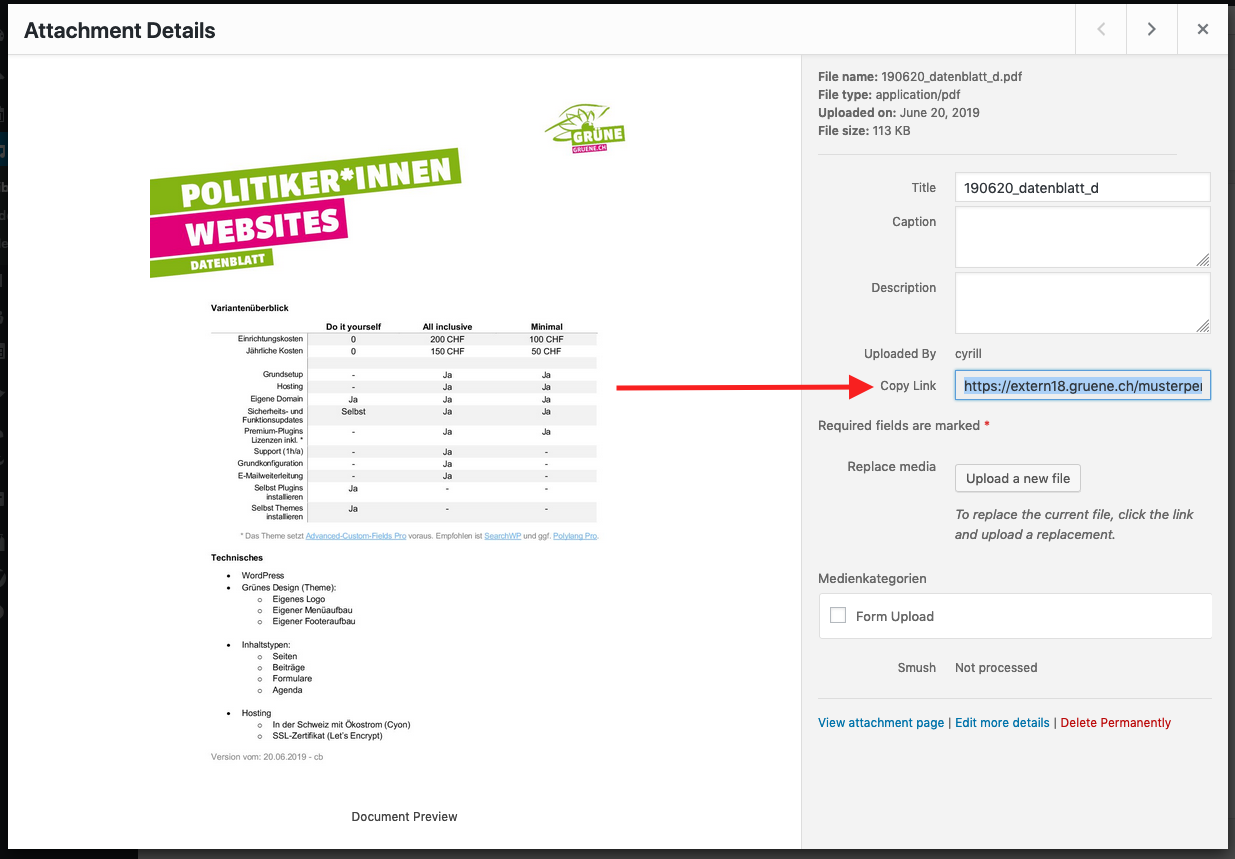 Attachment Details
GRÜNE
GRUENE.CH
POLITIKER*INNEN
WEBSITES
DATENBLATT
Variantenüberblick
Do it yourself All inclusive Minimal
Einrichtungskosten 0 200 CHF 100 CHF
Jährliche Kosten 0 150 CHF 50 CHF
Grundsetup - Ja Ja
Hosting - Ja Ja
Eigene Domain Ja Ja Ja
Sicherheits- und Selbst Ja Ja
Funktionsupdates
Premium-Plugins - Ja Ja
Lizenzen inkl. *
Support (1h/a) - Ja -
Grundkonfiguration - Ja -
E-Mailweiterleitung - Ja -
Selbst Plugins Ja - -
installieren
Selbst Themes Ja - -
installieren
* Das Theme setzt Advanced-Custom-Fields Pro voraus. Empfohlen ist SearchWP und ggf. Polylang Pro.
Technisches
• WordPress
• Grünes Design (Theme):
o Eigenes Logo
o Eigener Menüaufbau
o Eigener Footeraufbau
• Inhaltstypen:
o Seiten
o Beiträge
o Formulare
o Agenda
• Hosting
o In der Schweiz mit Ökostrom (Cyon)
o SSL-Zertifikat (Let's Encrypt)
Version vom: 20.06.2019 - cb
Document Preview
File name: 190620_datenblatt_d.pdf
File type: application/pdf
Uploaded on: June 20, 2019
File size: 113 KB
Title 190620_datenblatt_d
Caption
Description
Uploaded By cyrill
Copy Link https://extern18.gruene.ch/musterper
Required fields are marked *
Replace media Upload a new file
To replace the current file, click the link
and upload a replacement.
Medienkategorien
Form Upload
Smush Not processed
View attachment page | Edit more details | Delete Permanently